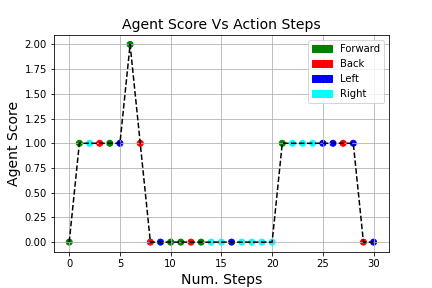 Agent Score Vs Action Steps
2.00
1.75
1.50
1.25
1.00
0.75
0.50
0.25
0.00
Agent Score
Forward
Back
Left
Right
0 5 10 15 20 25 30
Num. Steps